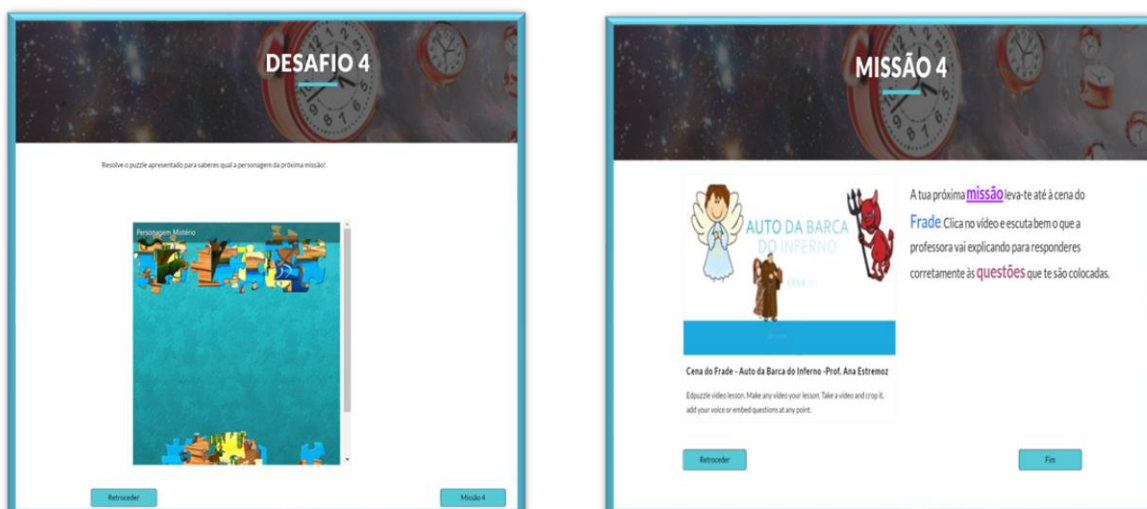 DESAFIO 4
Resolve o puzzle apresentado para saberes qual a personagem da próxima missão!
Personagem Mistério
Retroceder
Missão 4
MISSÃO 4
AUTO DA BARCA
DO INFERNO
A tua próxima missão leva-te até à cena do
Frade. Clica no vídeo e escuta bem o que a
professora vai explicando para responderes
corretamente às questões que te são colocadas.
Cena do Frade - Auto da Barca do Inferno -Prof. Ana Estremoz
Edpuzzle video lesson. Make any video your lesson. Take a video and crop it,
add your voice or embed questions at any point.
Retroceder
Fim